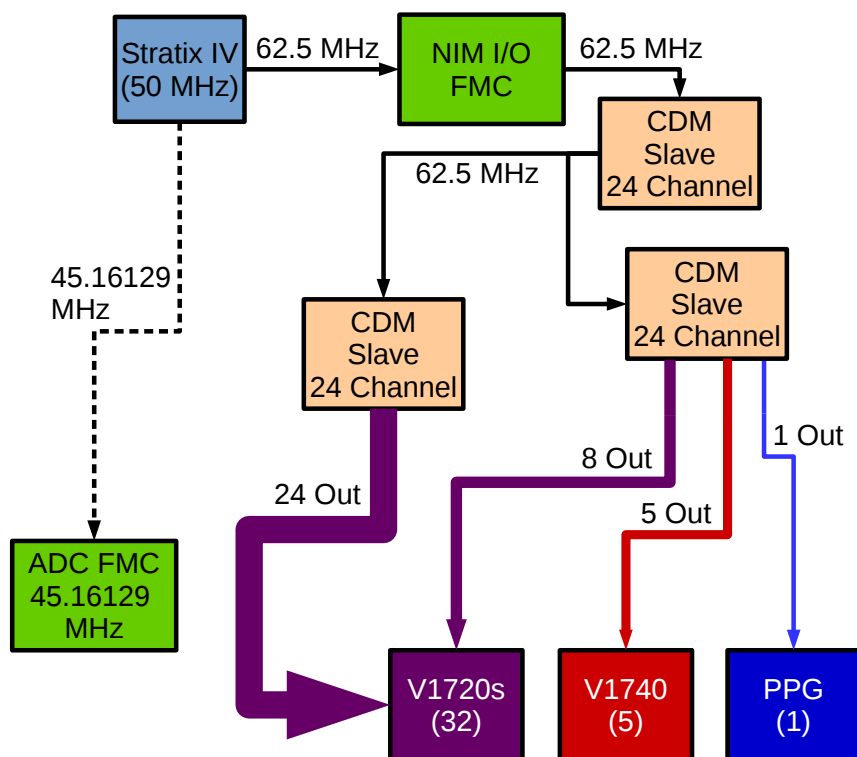 Stratix IV
(50 MHz)
62.5 MHz
NIM I/O
FMC
62.5 MHz
CDM
Slave
24 Channel
62.5 MHz
45.16129
MHz
CDM
Slave
24 Channel
CDM
Slave
24 Channel
24 Out
8 Out
5 Out
1 Out
ADC FMC
45.16129
MHz
V1720s
(32)
V1740
(5)
PPG
(1)